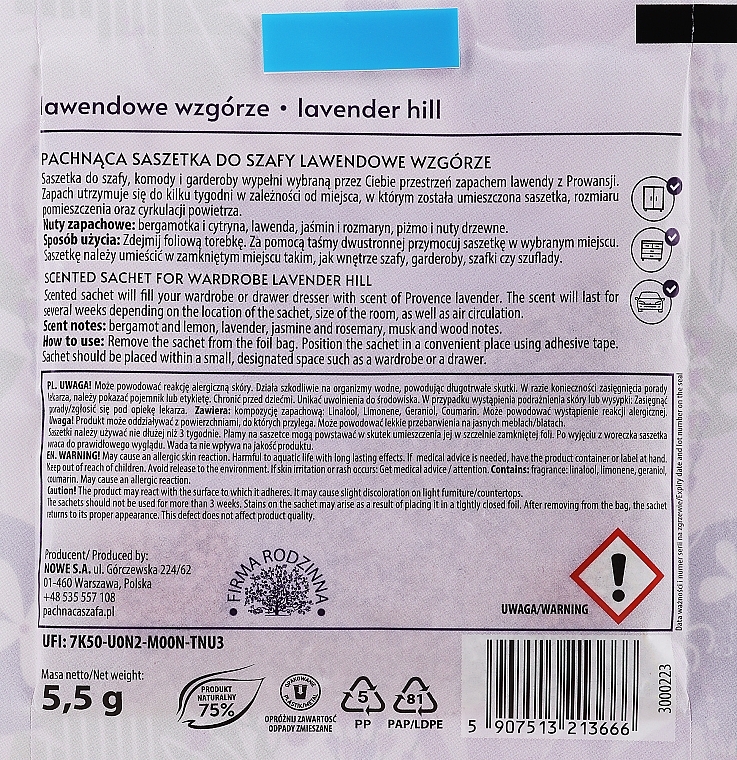 lawendowe wzgórze • lavender hill
PACHNĄCA SASZETKA DO SZAFY LAWENDOWE WZGÓRZE
Saszetka do szafy, komody i garderoby wypełni wybraną przez Ciebie przestrzeń zapachem lawendy z Prowansji.
Zapach utrzymuje się do kilku tygodni w zależności od miejsca, w którym została umieszczona saszetka, rozmiaru
pomieszczenia oraz cyrkulacji powietrza.
Nuty zapachowe: bergamotka i cytryna, lawenda, jaśmin i rozmaryn, piżmo i nuty drzewne.
Sposób użycia: Zdejmij foliową torebkę. Za pomocą taśmy dwustronnej przymocuj saszetkę w wybranym miejscu.
Saszetkę należy umieścić w zamkniętym miejscu takim, jak wnętrze szafy, garderoby, szafki czy szuflady.
SCENTED SACHET FOR WARDROBE LAVENDER HILL
Scented sachet will fill your wardrobe or drawer dresser with scent of Provence lavender. The scent will last for
several weeks depending on the location of the sachet, size of the room, as well as air circulation.
Scent notes: bergamot and lemon, lavender, jasmine and rosemary, musk and wood notes.
How to use: Remove the sachet from the foil bag. Position the sachet in a convenient place using adhesive tape.
Sachet should be placed within a small, designated space such as a wardrobe or a drawer.
PL. UWAGA! Może powodować reakcję alergiczną skóry. Działa szkodliwie na organizmy wodne, powodując długotrwałe skutki. W razie konieczności zasięgnięcia porady
lekarza, należy pokazać pojemnik lub etykietę. Chronić przed dziećmi. Unikać uwolnienia do środowiska. W przypadku wystąpienia podrażnienia skóry lub wysypki: Zasięgnąć
porady/zgłosić się pod opiekę lekarza. Zawiera: kompozycję zapachową: Linalool, Limonene, Geraniol, Coumarin. Może powodować wystąpienie reakcji alergicznej.
Uwaga! Produkt może oddziaływać z powierzchniami, do których przylega. Może powodować lekkie przebarwienia na jasnych meblach/blatach.
Saszetki należy używać nie dłużej niż 3 tygodnie. Plamy na saszetce mogą powstawać w skutek umieszczenia jej w szczelnie zamkniętej folii. Po wyjęciu z woreczka saszetka
wraca do prawidłowego wyglądu. Wada ta nie wpływa na jakość produktu.
EN. WARNING! May cause an allergic skin reaction. Harmful to aquatic life with long lasting effects. If medical advice is needed, have the product container or label at hand.
Keep out of reach of children. Avoid release to the environment. If skin irritation or rash occurs: Get medical advice / attention. Contains: fragrance: linalool, limonene, geraniol,
coumarin. May cause an allergic reaction.
Caution! The product may react with the surface to which it adheres. It may cause slight discoloration on light furniture/countertops.
The sachets should not be used for more than 3 weeks. Stains on the sachet may arise as a result of placing it in a tightly closed foil. After removing from the bag, the sachet
returns to its proper appearance. This defect does not affect product quality.
Data ważności i numer serii na zgrzewie/Expiry date and lot number on the seal
Producent/ Produced by:
NOWE S.A. ul. Górczewska 224/62
01-460 Warszawa, Polska
+48 535 557 108
pachnacaszafa.pl
• FIRMA RODZINNA •
UWAGA/WARNING
UFI: 7K50-U0N2-M00N-TNU3
Masa netto/Net weight:
5,5 g
PRODUKT
NATURALNY
75%
OPAKOWANIE
PLASTIK/METAL
OPRÓŻNIJ ZAWARTOŚĆ
ODPADY ZMIESZANE
5
PP
81
PAP/LDPE
5 907513 213666
3000223